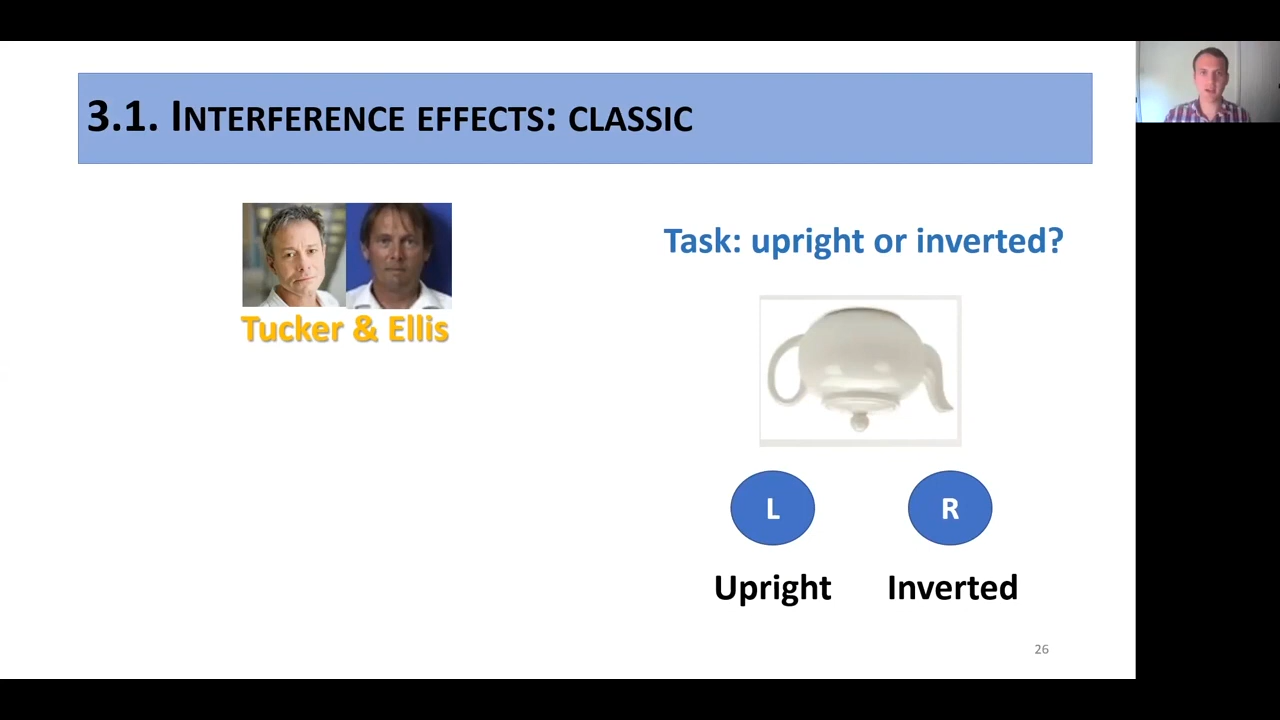 3.1. INTERFERENCE EFFECTS: CLASSIC
Tucker & Ellis
Task: upright or inverted?
L
R
Upright
Inverted
26